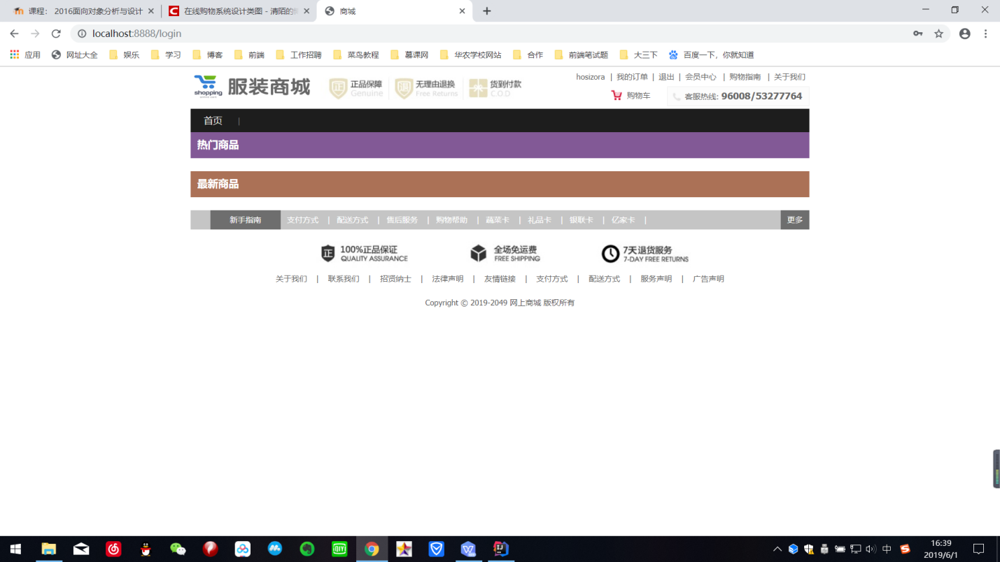 课程： 2016面向对象分析与设计
在线购物系统设计类图 - 清陌的
商城
localhost:8888/login
应用 网址大全 娱乐 学习 博客 前端 工作招聘 菜鸟教程 慕课网 华农学校网站 合作 前端笔试题 大三下 百度一下，你就知道
shopping
服装商城
正品保障
Genuine
无理由退换
Free Returns
货到付款
C.O.D
hosizora | 我的订单 | 退出 | 会员中心 | 购物指南 | 关于我们
购物车
客服热线: 96008/53277764
首页 |
热门商品
最新商品
新手指南 支付方式 | 配送方式 | 售后服务 | 购物帮助 | 蔬菜卡 | 礼品卡 | 银联卡 | 亿家卡 | 更多
正 100%正品保证
QUALITY ASSURANCE
全场免运费
FREE SHIPPING
7天退货服务
7-DAY FREE RETURNS
关于我们 | 联系我们 | 招贤纳士 | 法律声明 | 友情链接 | 支付方式 | 配送方式 | 服务声明 | 广告声明
Copyright © 2019-2049 网上商城 版权所有
中
16:39
2019/6/1